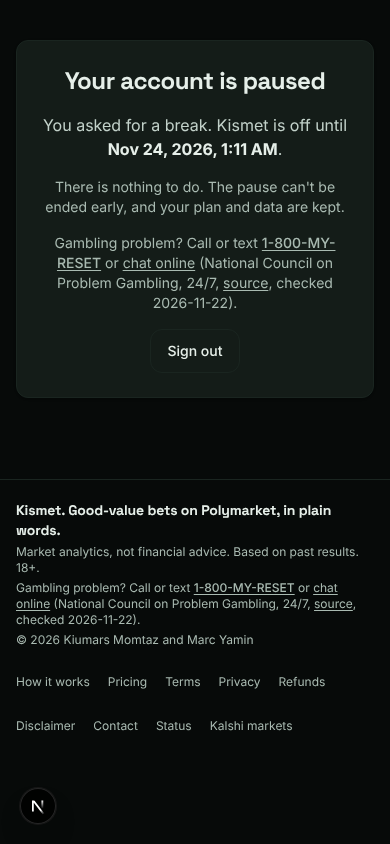 Your account is paused
You asked for a break. Kismet is off until
Nov 24, 2026, 1:11 AM.
There is nothing to do. The pause can't be
ended early, and your plan and data are kept.
Gambling problem? Call or text 1-800-MY-
RESET or chat online (National Council on
Problem Gambling, 24/7, source, checked
2026-11-22).
Sign out
Kismet. Good-value bets on Polymarket, in plain
words.
Market analytics, not financial advice. Based on past results.
18+.
Gambling problem? Call or text 1-800-MY-RESET or chat
online (National Council on Problem Gambling, 24/7, source,
checked 2026-11-22).
© 2026 Kiumars Momtaz and Marc Yamin
How it works Pricing Terms Privacy Refunds
Disclaimer Contact Status Kalshi markets
N